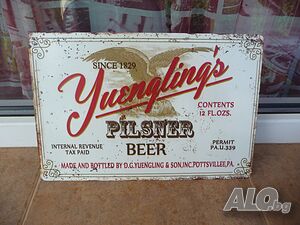 SINCE 1829
Yuengling's
CONTENTS
12 FL.OZS.
PILSNER
BEER
INTERNAL REVENUE
TAX PAID
PERMIT
PA.U.339
MADE AND BOTTLED BY D.G.YUENGLING & SON,INC.POTTSVILLE,PA.
ALO.bg